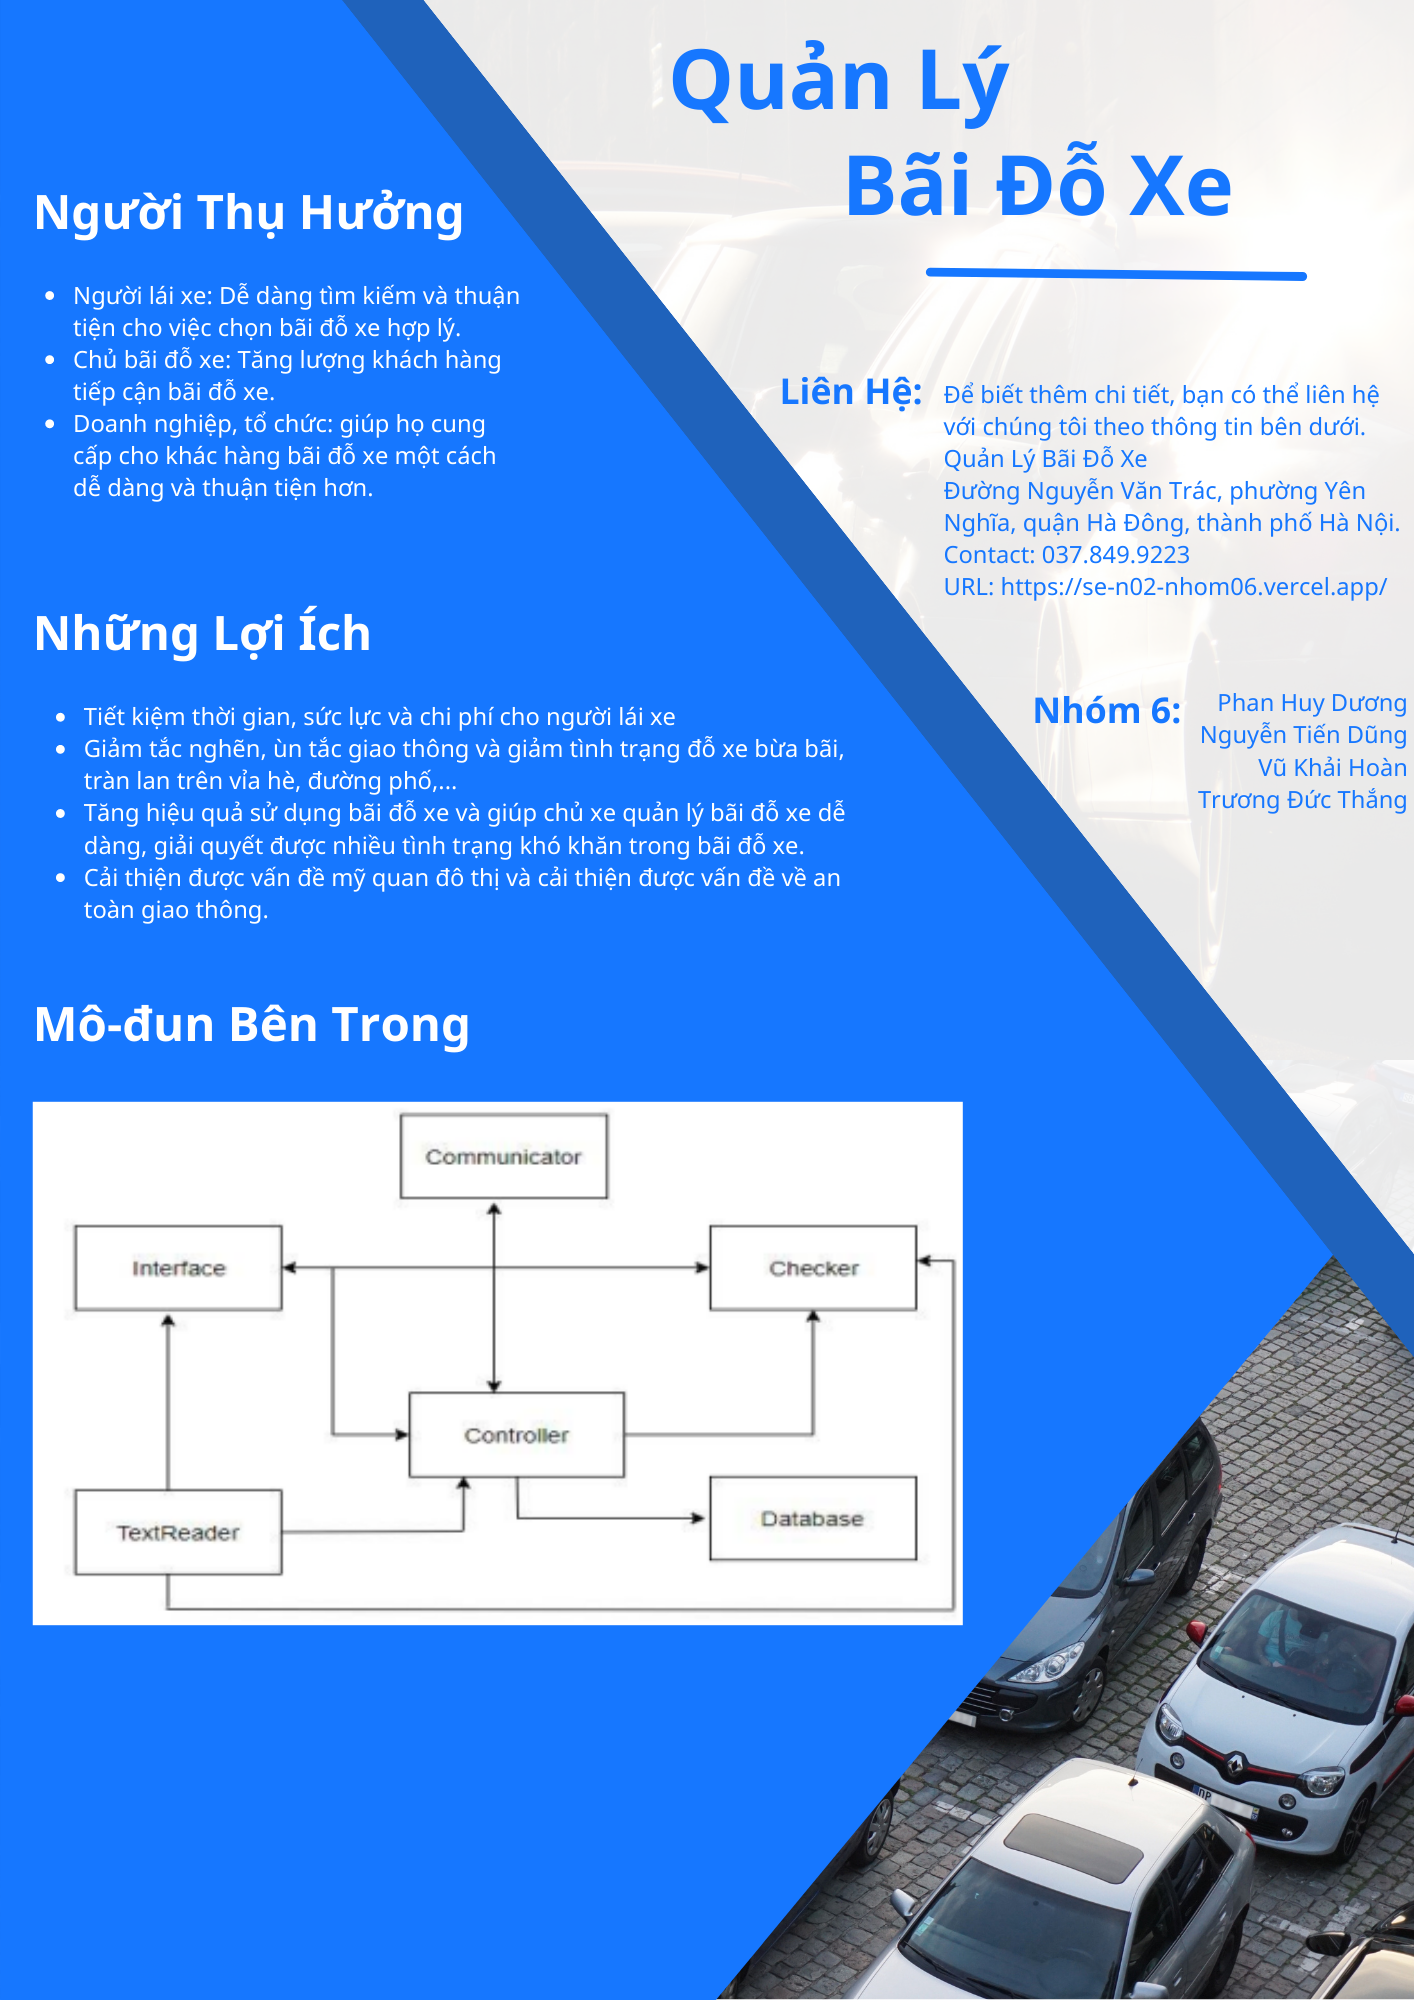 Quản Lý
Bãi Đỗ Xe
Người Thụ Hưởng
Người lái xe: Dễ dàng tìm kiếm và thuận
tiện cho việc chọn bãi đỗ xe hợp lý.
Chủ bãi đỗ xe: Tăng lượng khách hàng
tiếp cận bãi đỗ xe.
Doanh nghiệp, tổ chức: giúp họ cung
cấp cho khác hàng bãi đỗ xe một cách
dễ dàng và thuận tiện hơn.
Liên Hệ:
Để biết thêm chi tiết, bạn có thể liên hệ
với chúng tôi theo thông tin bên dưới.
Quản Lý Bãi Đỗ Xe
Đường Nguyễn Văn Trác, phường Yên
Nghĩa, quận Hà Đông, thành phố Hà Nội.
Contact: 037.849.9223
URL: https://se-n02-nhom06.vercel.app/
Những Lợi Ích
Tiết kiệm thời gian, sức lực và chi phí cho người lái xe
Giảm tắc nghẽn, ùn tắc giao thông và giảm tình trạng đỗ xe bừa bãi,
tràn lan trên vỉa hè, đường phố,...
Tăng hiệu quả sử dụng bãi đỗ xe và giúp chủ xe quản lý bãi đỗ xe dễ
dàng, giải quyết được nhiều tình trạng khó khăn trong bãi đỗ xe.
Cải thiện được vấn đề mỹ quan đô thị và cải thiện được vấn đề về an
toàn giao thông.
Nhóm 6:
Phan Huy Dương
Nguyễn Tiến Dũng
Vũ Khải Hoàn
Trương Đức Thắng
Mô-đun Bên Trong
Communicator
Interface
Checker
Controller
TextReader
Database